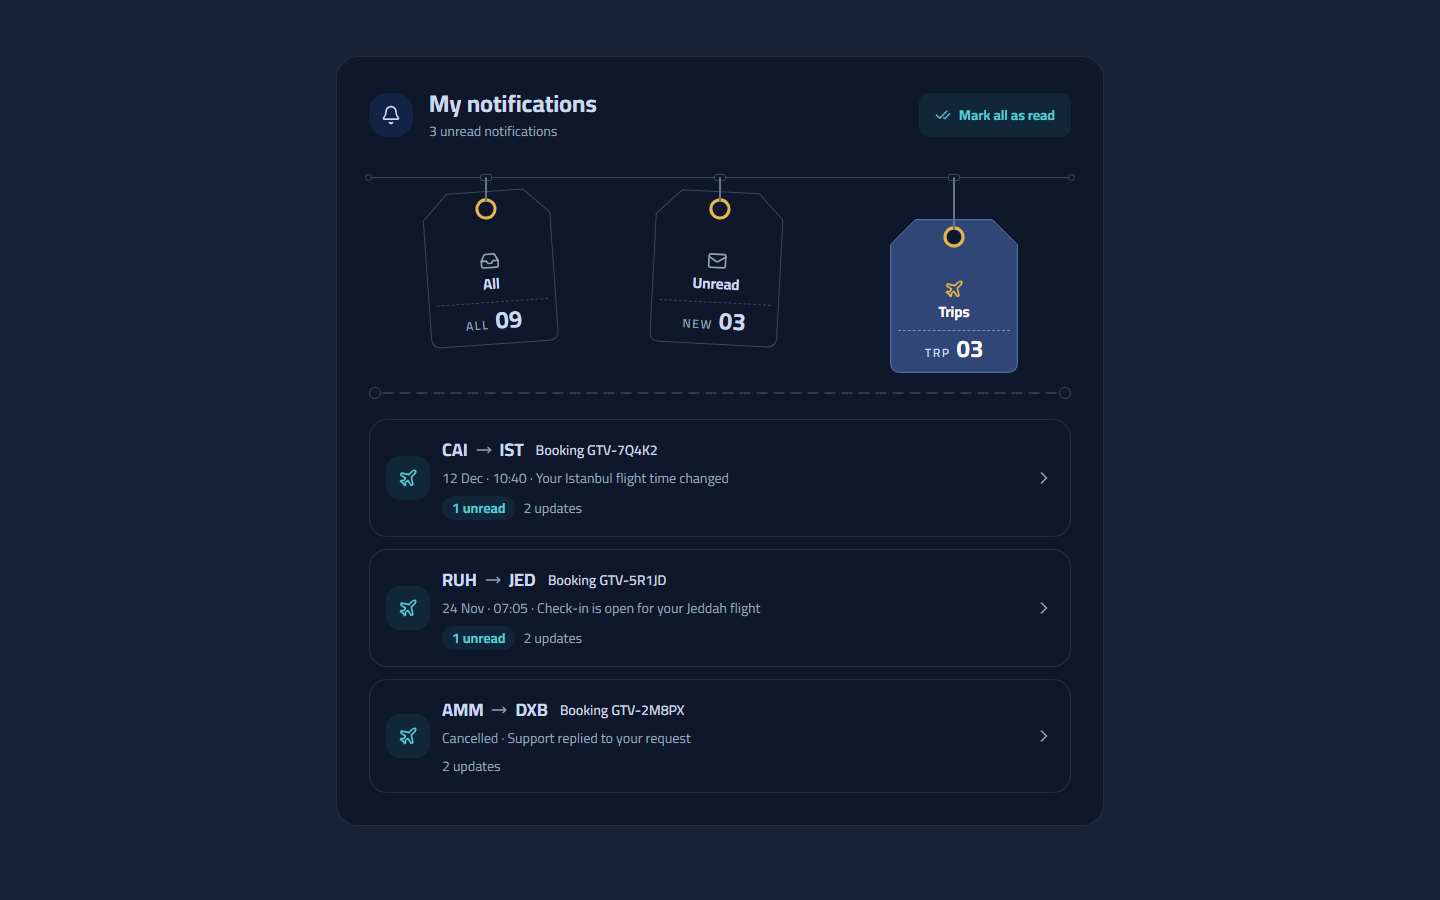 My notifications
3 unread notifications
Mark all as read
All
ALL 09
Unread
NEW 03
Trips
TRP 03
CAI → IST Booking GTV-7Q4K2
12 Dec · 10:40 · Your Istanbul flight time changed
1 unread 2 updates
RUH → JED Booking GTV-5R1JD
24 Nov · 07:05 · Check-in is open for your Jeddah flight
1 unread 2 updates
AMM → DXB Booking GTV-2M8PX
Cancelled · Support replied to your request
2 updates